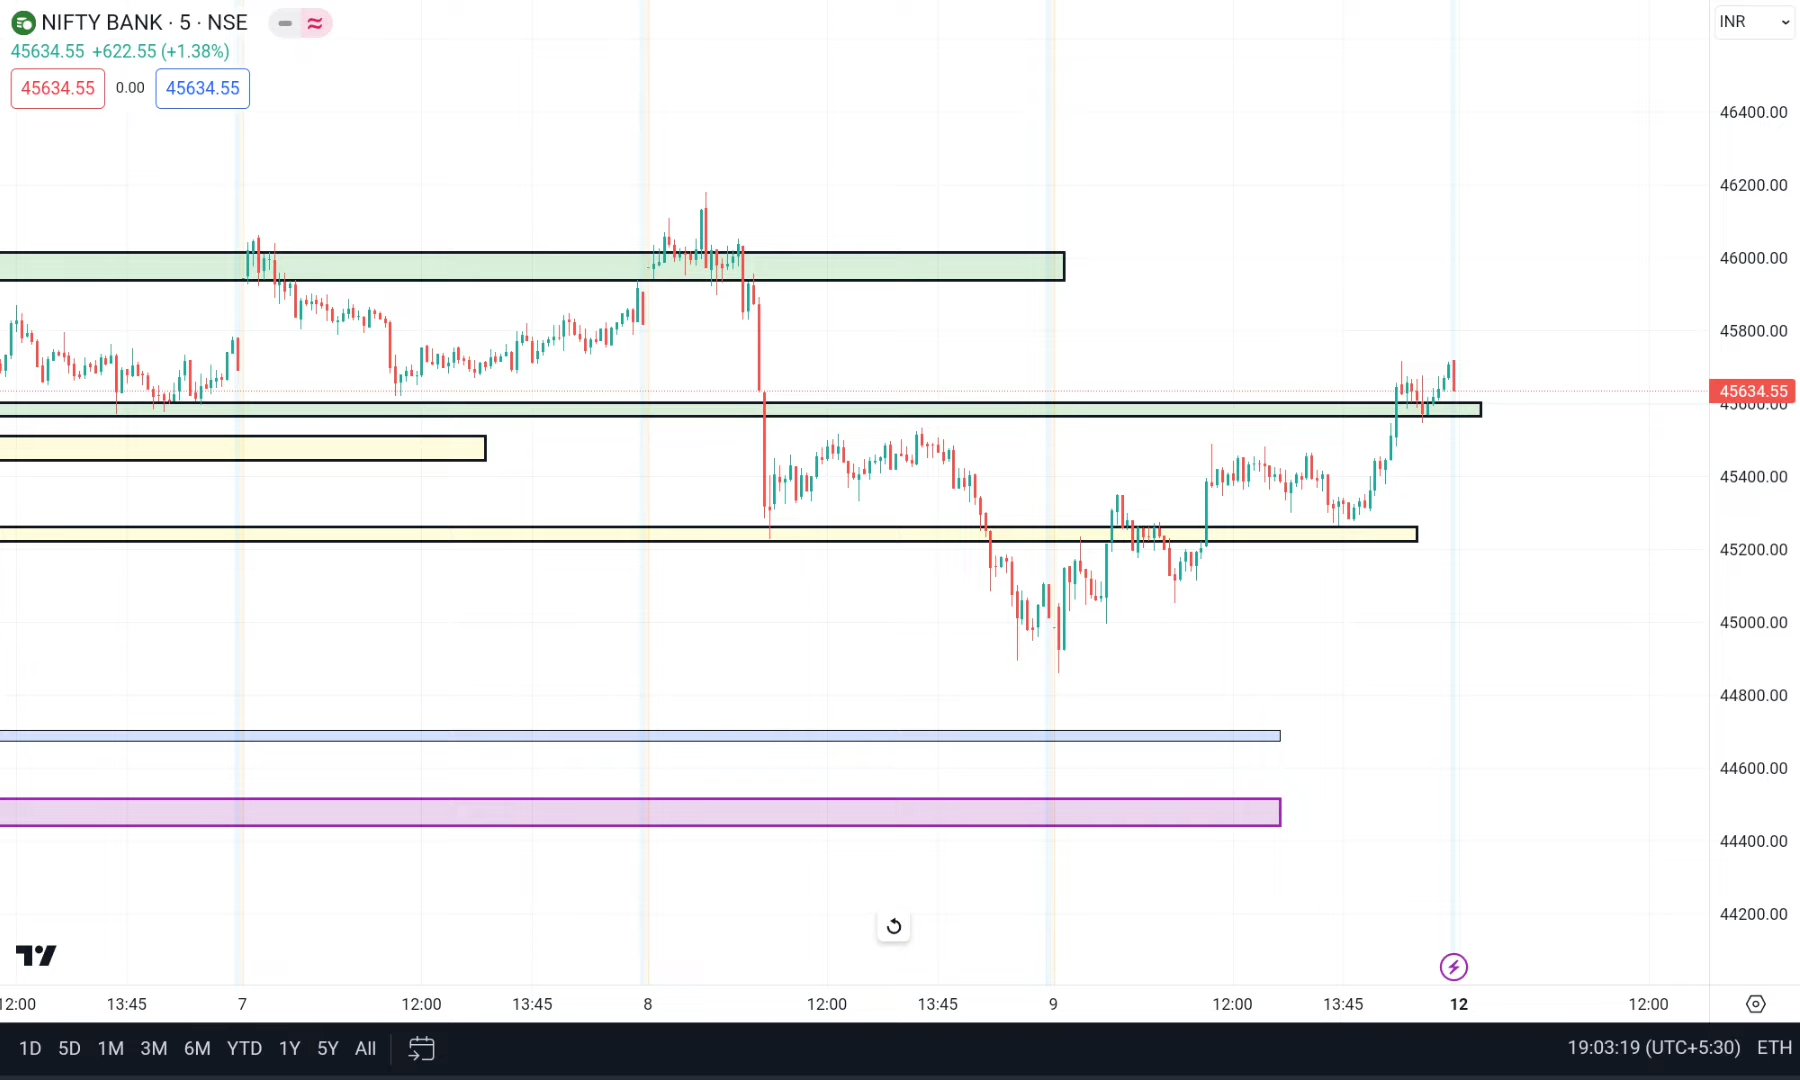 NIFTY BANK · 5 · NSE
INR
45634.55 +622.55 (+1.38%)
45634.55 0.00 45634.55
46400.00
46200.00
46000.00
45800.00
45634.55
45600.00
45400.00
45200.00
45000.00
44800.00
44600.00
44400.00
44200.00
12:00 13:45 7 12:00 13:45 8 12:00 13:45 9 12:00 13:45 12 12:00
1D 5D 1M 3M 6M YTD 1Y 5Y All 19:03:19 (UTC+5:30) ETH